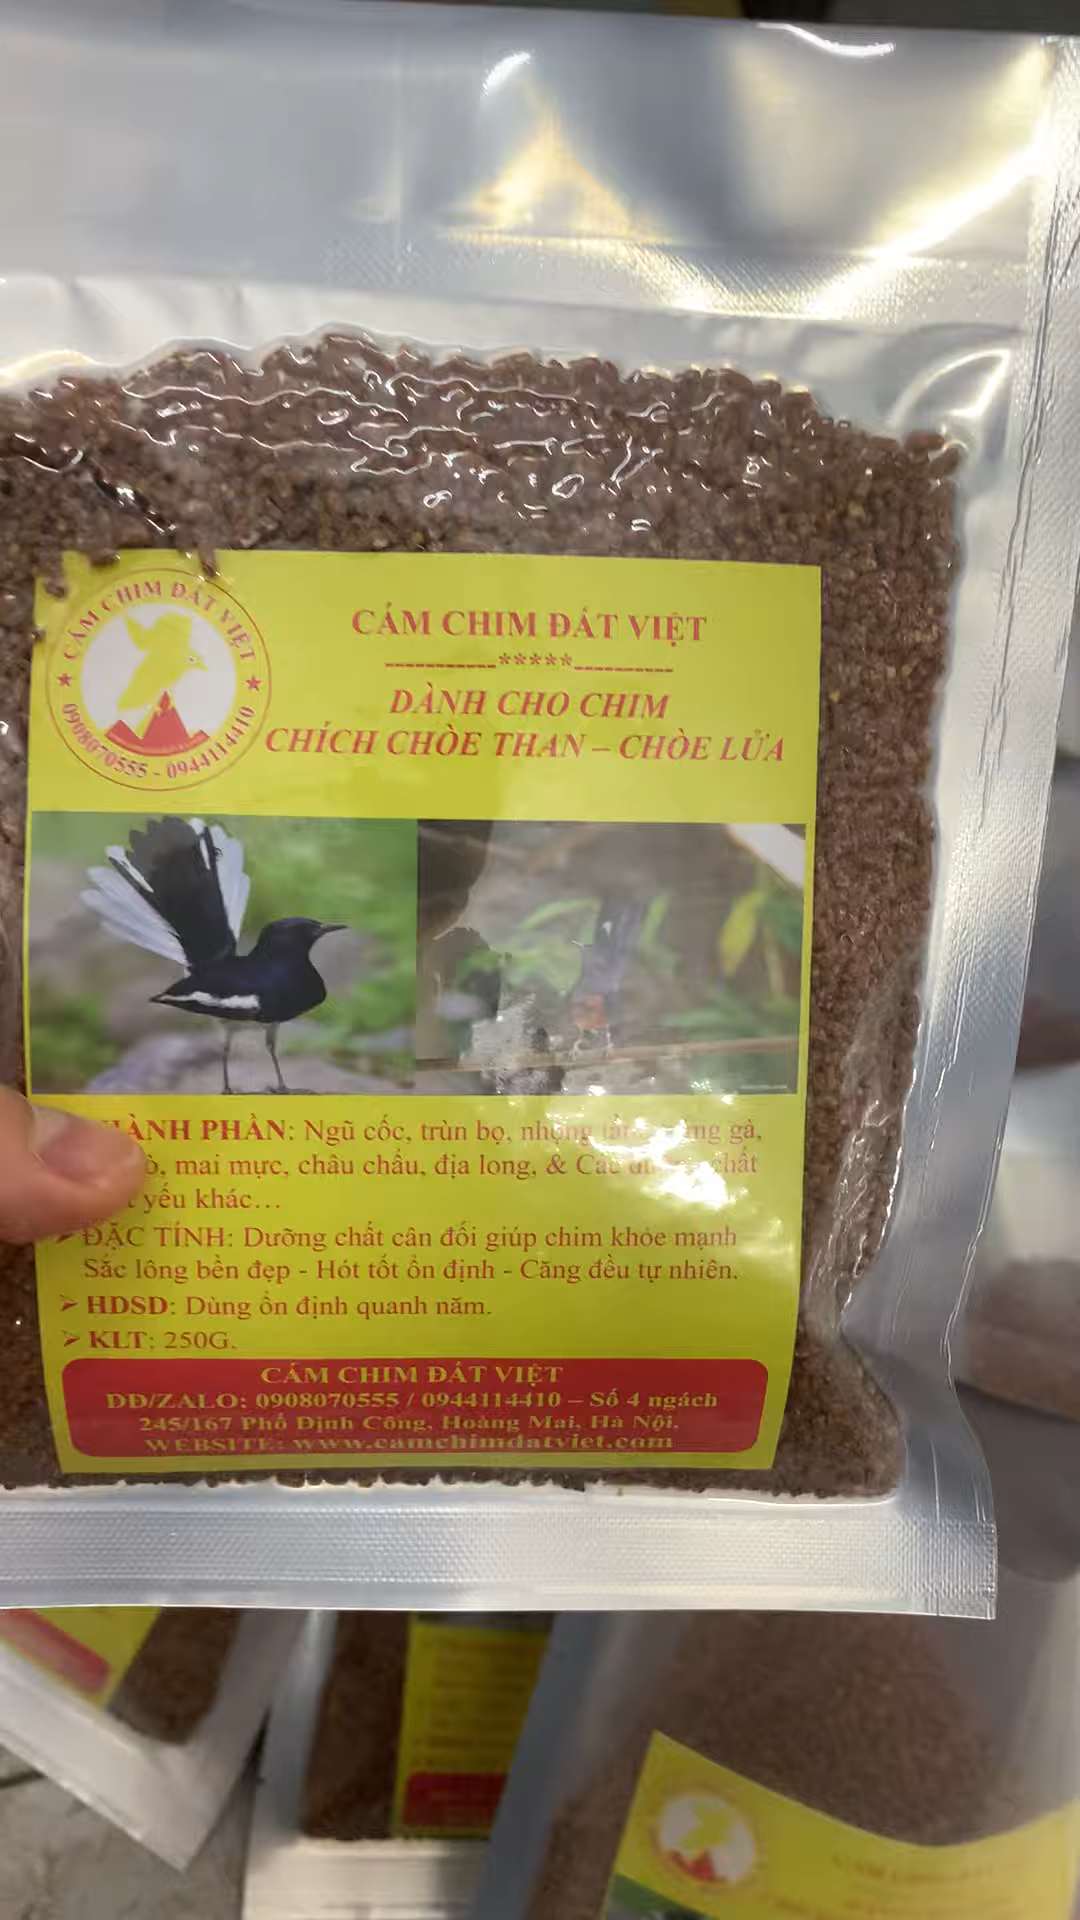 CÁM CHIM ĐẤT VIỆT
0908070555 - 0944114410
CÁM CHIM ĐẤT VIỆT
-----------*****----------
DÀNH CHO CHIM
CHÍCH CHÒE THAN – CHÒE LỬA
PHẦN: Ngũ cốc, trùn bọ, nhộng gà,
mai mực, châu chấu, địa long, &
yếu khác...
➢ ĐẶC TÍNH: Dưỡng chất cân đối giúp chim khỏe mạnh
Sắc lông bền đẹp - Hót tốt ổn định - Căng đều tự nhiên.
➢ HDSD: Dùng ổn định quanh năm.
➢ KLT: 250G.
CÁM CHIM ĐẤT VIỆT
DĐ/ZALO: 0908070555 / 0944114410 – Số 4 ngách
245/167 Phố Định Công, Hoàng Mai, Hà Nội.
WEBSITE: www.camchimdatviet.com